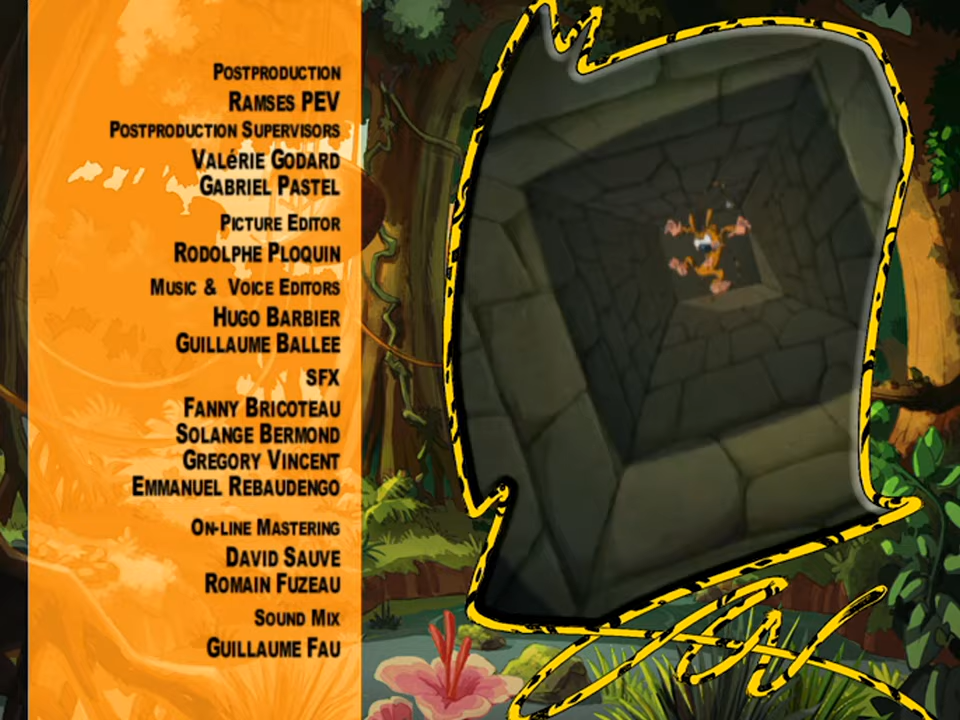 Postproduction
Ramses PEV
Postproduction Supervisors
Valérie Godard
Gabriel Pastel
Picture Editor
Rodolphe Ploquin
Music & Voice Editors
Hugo Barbier
Guillaume Ballee
SFX
Fanny Bricoteau
Solange Bermond
Gregory Vincent
Emmanuel Rebaudengo
On-line Mastering
David Sauve
Romain Fuzeau
Sound Mix
Guillaume Fau